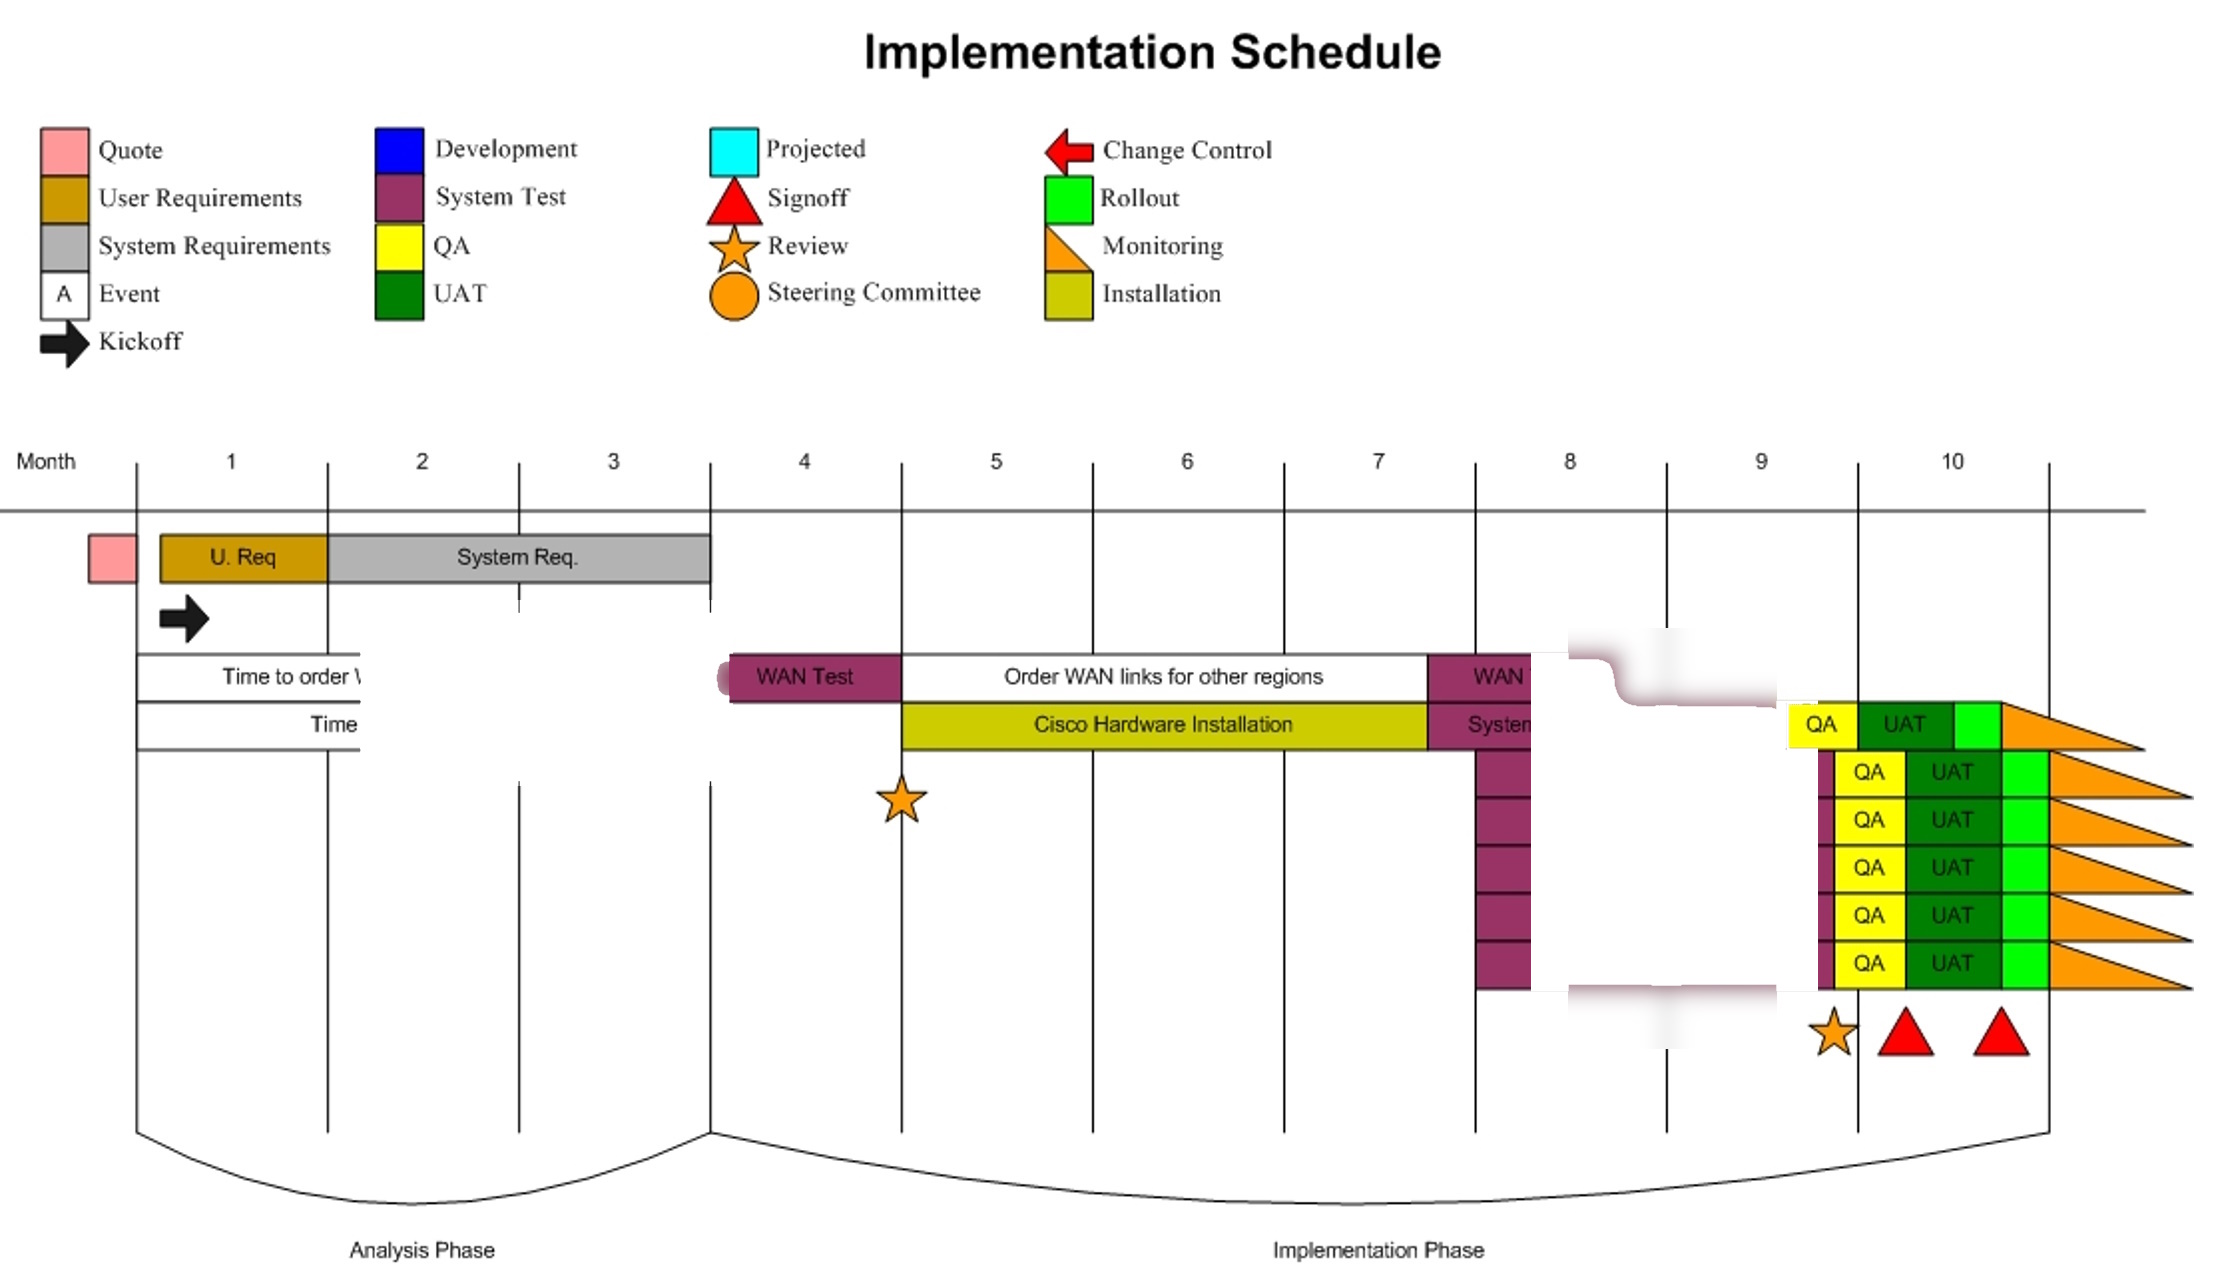 Implementation Schedule
Quote Development Projected Change Control
User Requirements System Test Signoff Rollout
System Requirements QA Review Monitoring
A Event UAT Steering Committee Installation
Kickoff
Month 1 2 3 4 5 6 7 8 9 10
U. Req System Req.
Time to order WAN Test Order WAN links for other regions WAN
Time Cisco Hardware Installation System QA UAT
QA UAT
QA UAT
QA UAT
QA UAT
QA UAT
Analysis Phase Implementation Phase